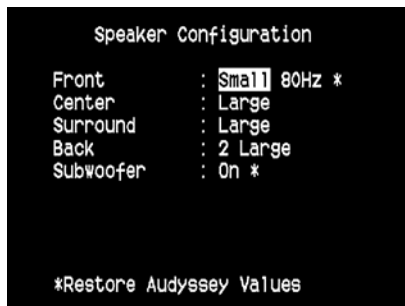 Speaker Configuration
Front : Small 80Hz *
Center : Large
Surround : Large
Back : 2 Large
Subwoofer : On *
*Restore Audyssey Values